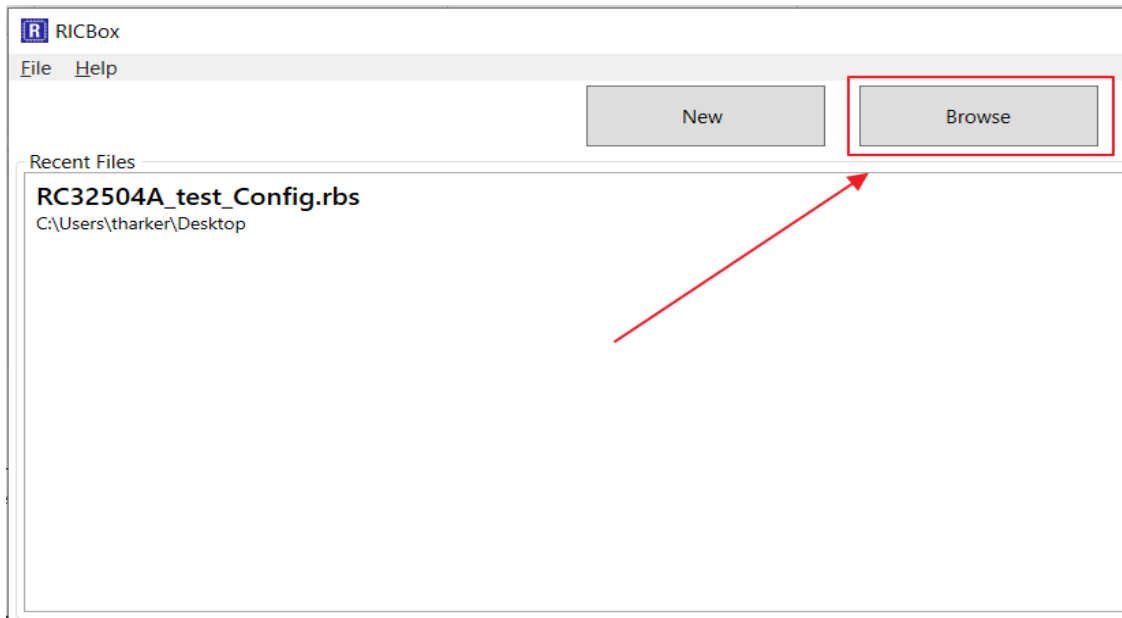 R RICBox
File Help
New Browse
Recent Files
RC32504A_test_Config.rbs
C:\Users\tharker\Desktop